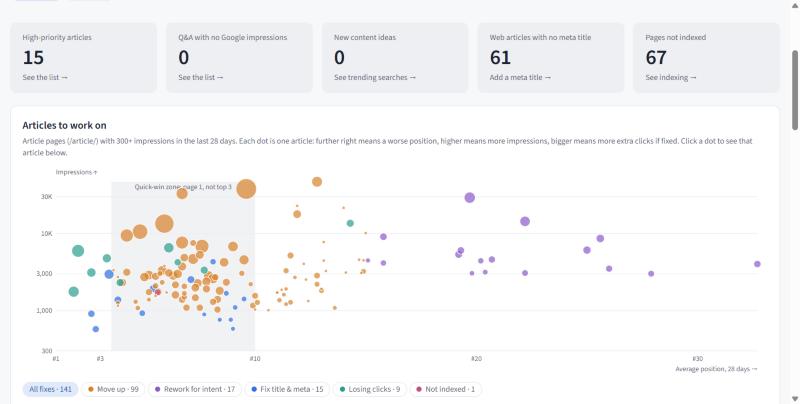 High-priority articles
15
See the list →
Q&A with no Google impressions
0
See the list →
New content ideas
0
See trending searches →
Web articles with no meta title
61
Add a meta title →
Pages not indexed
67
See indexing →
Articles to work on
Article pages (/article/) with 300+ impressions in the last 28 days. Each dot is one article: further right means a worse position, higher means more impressions, bigger means more extra clicks if fixed. Click a dot to see that
article below.
Impressions ↑
Quick-win zone: page 1, not top 3
30K
10K
3,000
1,000
300
#1
#3
#10
#20
#30
Average position, 28 days →
All fixes · 141
Move up · 99
Rework for intent · 17
Fix title & meta · 15
Losing clicks · 9
Not indexed · 1